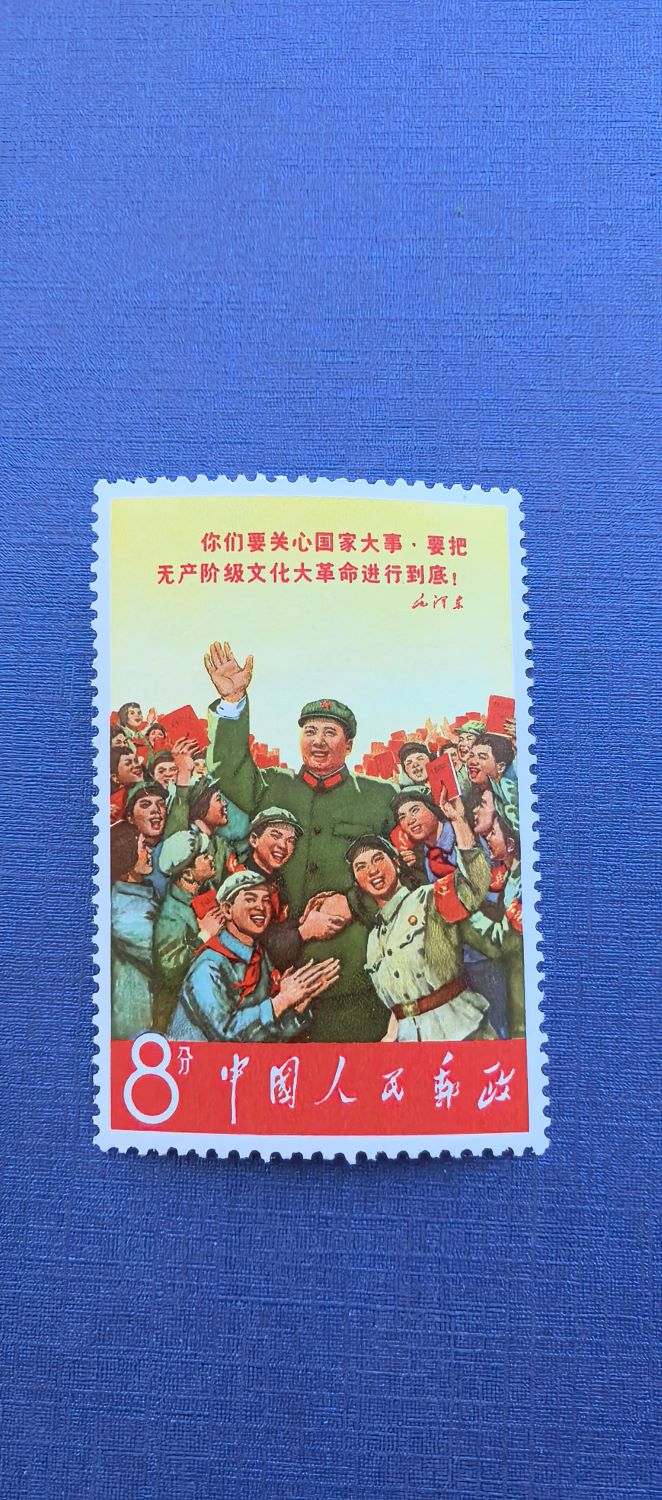 你们要关心国家大事·要把
无产阶级文化大革命进行到底！
毛泽东
8分 中国人民邮政